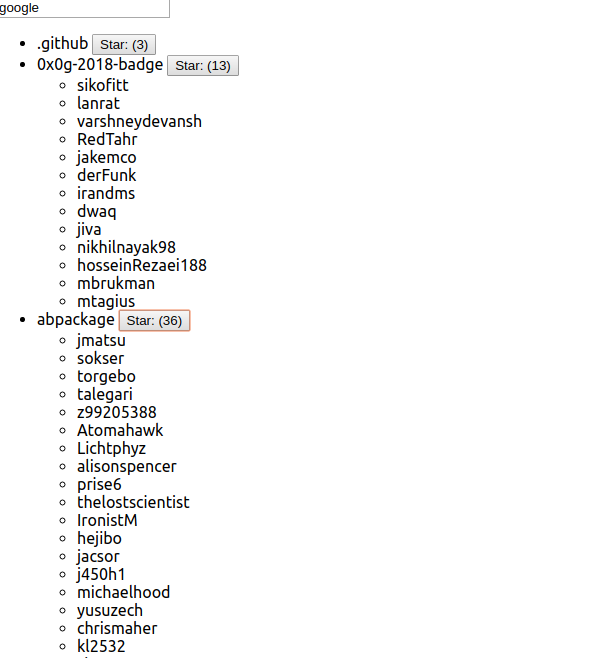 google
.github Star: (3)
0x0g-2018-badge Star: (13)
sikofitt
lanrat
varshneydevansh
RedTahr
jakemco
derFunk
irandms
dwaq
jiva
nikhilnayak98
hosseinRezaei188
mbrukman
mtagius
abpackage Star: (36)
jmatsu
sokser
torgebo
talegari
z99205388
Atomahawk
Lichtphyz
alisonspencer
prise6
thelostscientist
IronistM
hejibo
jacsor
j450h1
michaelhood
yusuzech
chrismaher
kl2532